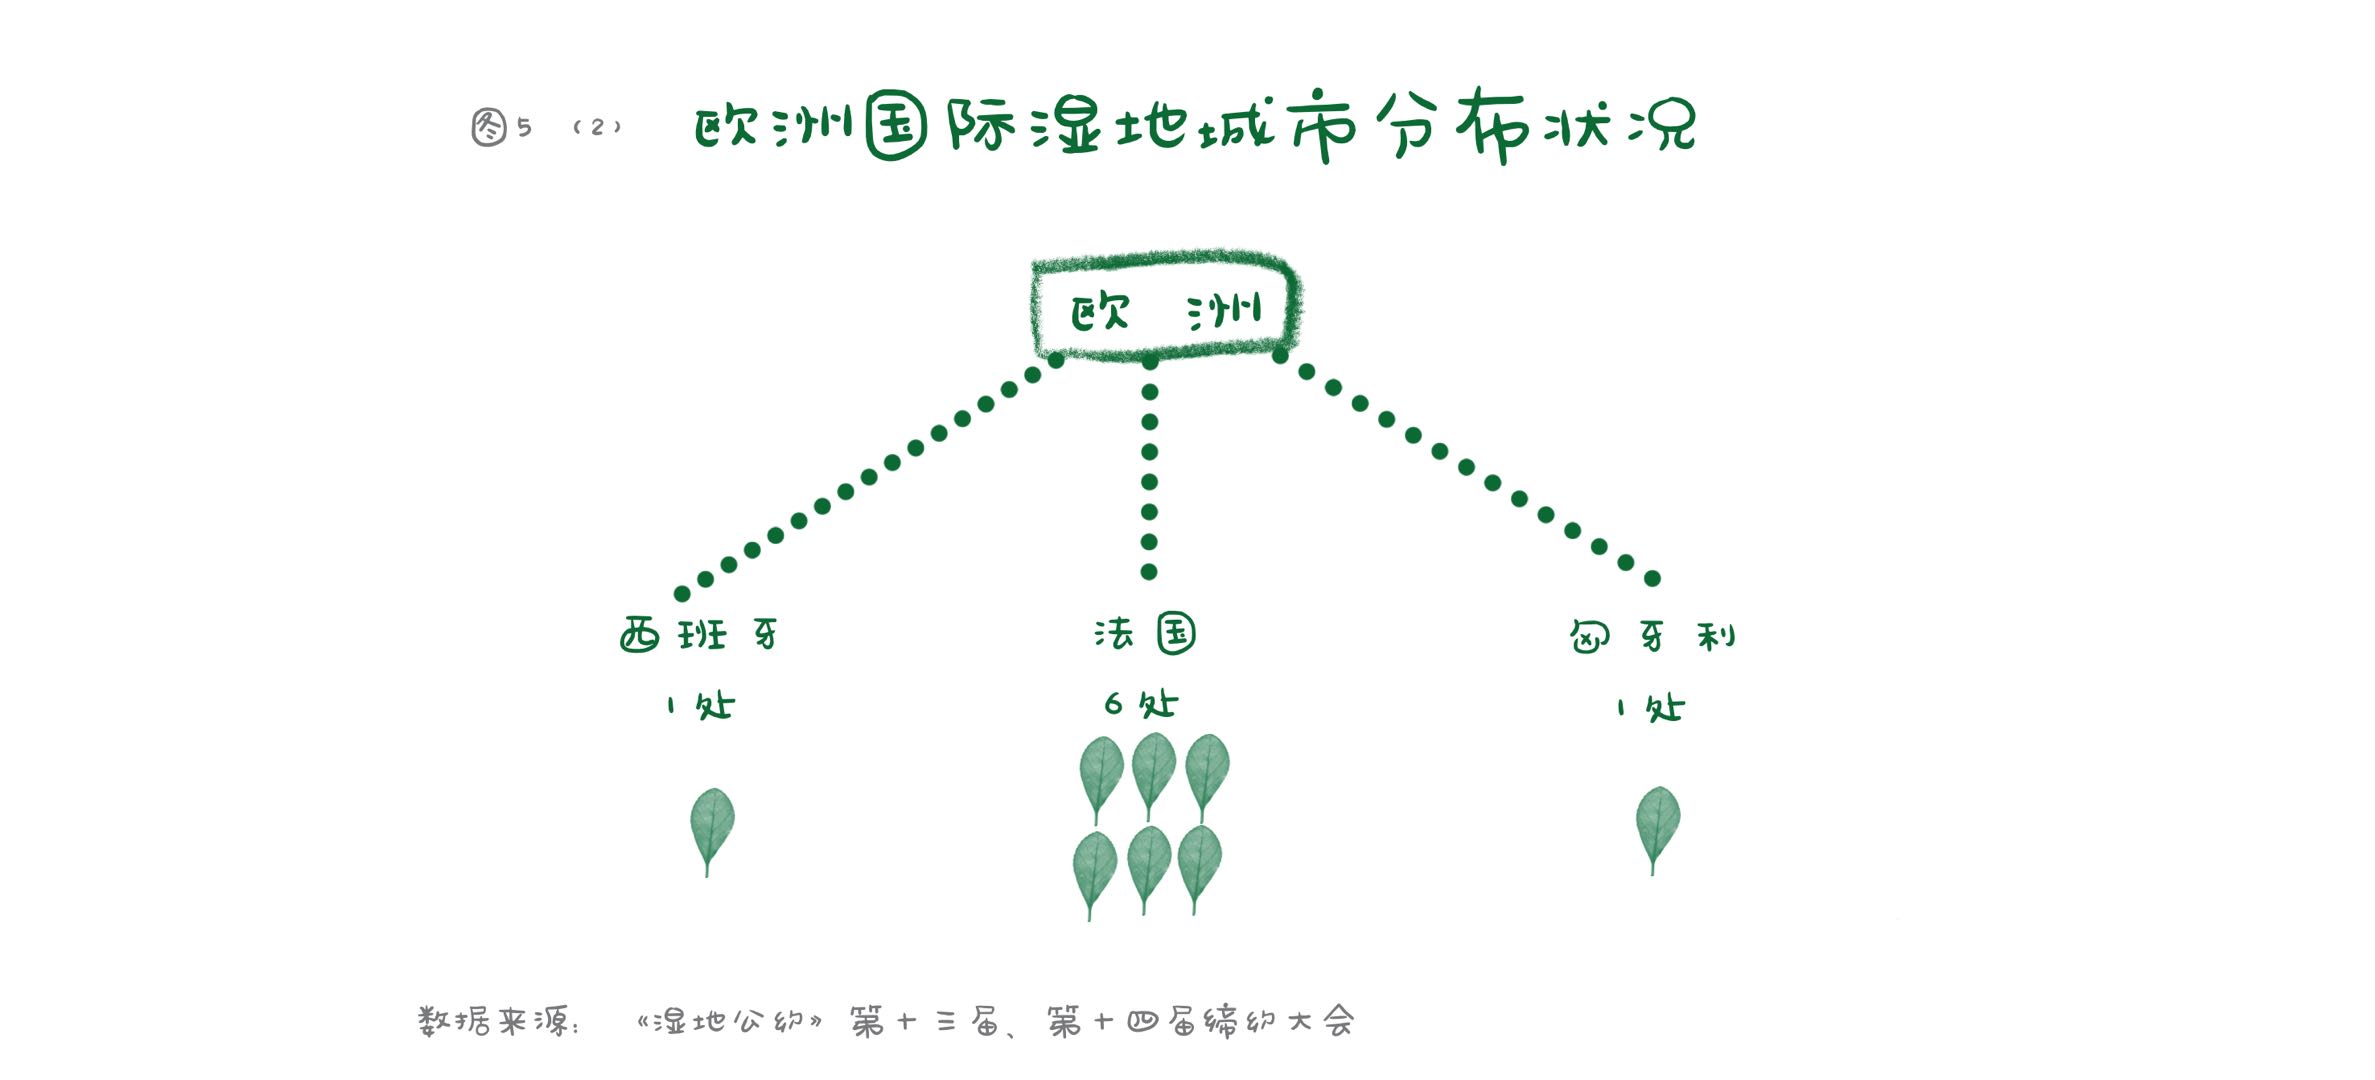 图5 (2) 欧洲国际湿地城市分布状况
欧 洲
西班牙 法国 匈牙利
1处 6处 1处
数据来源: 《湿地公约》第十三届、第十四届缔约大会